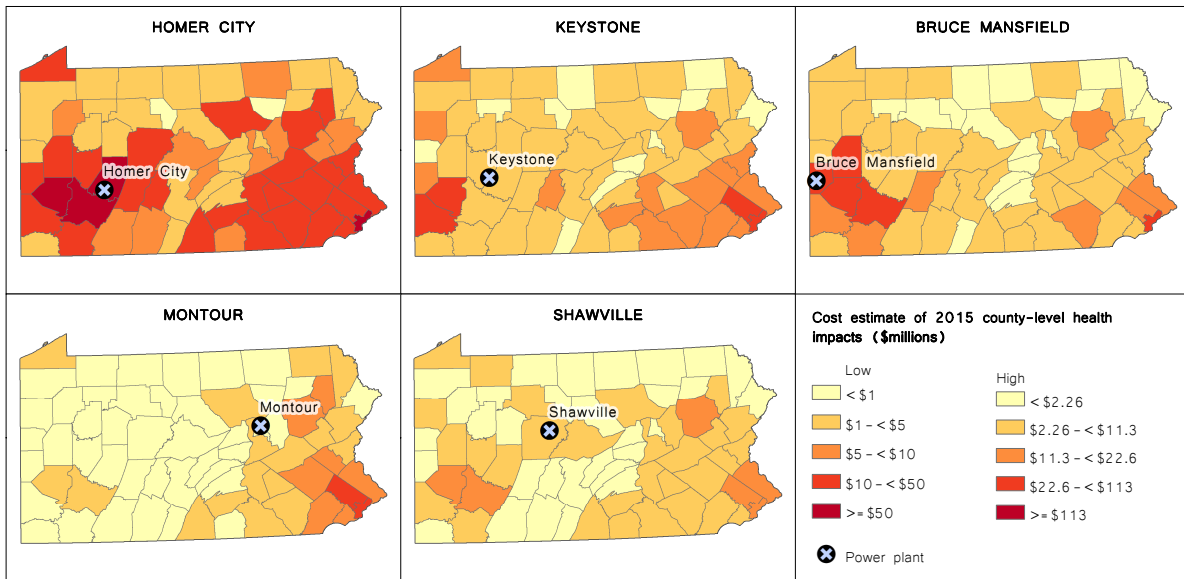 HOMER CITY
KEYSTONE
BRUCE MANSFIELD
Homer City
Keystone
Bruce Mansfield
MONTOUR
SHAWVILLE
Montour
Shawville
Cost estimate of 2015 county-level health
impacts ($millions)
Low
< $1
$1 - < $5
$5 - < $10
$10 - < $50
>= $50
High
< $2.26
$2.26 - < $11.3
$11.3 - < $22.6
$22.6 - < $113
>= $113
Power plant